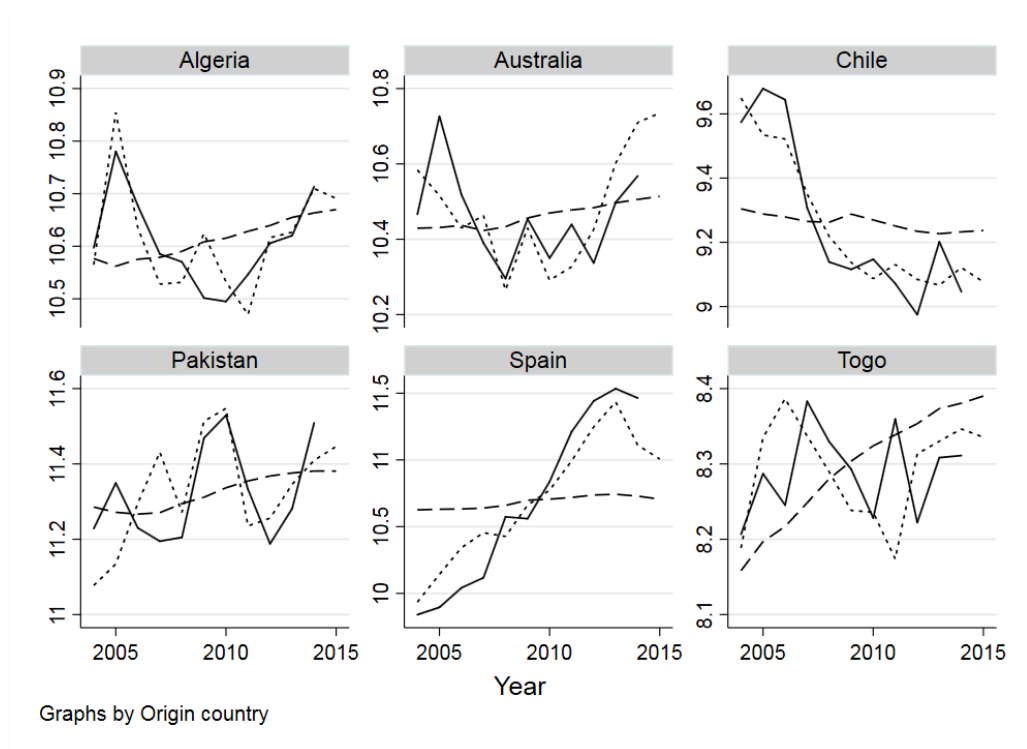 Algeria
10.9
10.8
10.7
10.6
10.5
Australia
10.8
10.6
10.4
10.2
Chile
9.6
9.4
9.2
9
Pakistan
11.6
11.4
11.2
11
2005 2010 2015
Spain
11.5
11
10.5
10
2005 2010 2015
Togo
8.4
8.3
8.2
8.1
2005 2010 2015
Year
Graphs by Origin country